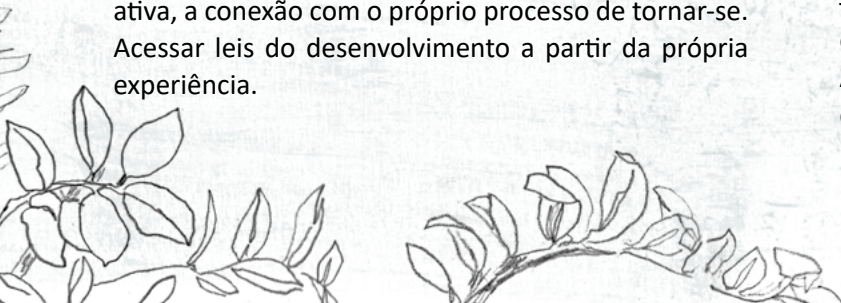 ativa, a conexão com o próprio processo de tornar-se.
Acessar leis do desenvolvimento a partir da própria
experiência.